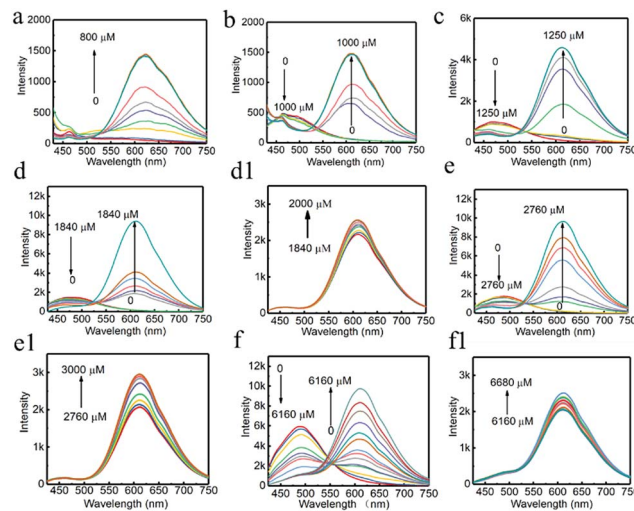 a
2000
1500
1000
500
0
Intensity
800 μM
0
450 500 550 600 650 700 750
Wavelength (nm)
b
2000
1500
1000
500
0
Intensity
0
1000 μM
1000 μM
0
450 500 550 600 650 700 750
Wavelength (nm)
c
6k
4k
2k
0
Intensity
0
1250 μM
1250 μM
0
450 500 550 600 650 700 750
Wavelength (nm)
d
12k
10k
8k
6k
4k
2k
0
Intensity
1840 μM
0
1840 μM
0
450 500 550 600 650 700 750
Wavelength (nm)
d1
3k
2k
1k
0
Intensity
2000 μM
1840 μM
450 500 550 600 650 700 750
Wavelength (nm)
e
12k
10k
8k
6k
4k
2k
0
Intensity
0
2760 μM
2760 μM
0
450 500 550 600 650 700 750
Wavelength (nm)
e1
3k
2k
1k
0
Intensity
3000 μM
2760 μM
450 500 550 600 650 700 750
Wavelength (nm)
f
12k
10k
8k
6k
4k
2k
0
Intensity
0
6160 μM
6160 μM
0
450 500 550 600 650 700 750
Wavelength （nm
f1
3k
2k
1k
0
Intensity
6680 μM
6160 μM
450 500 550 600 650 700 750
Wavelength (nm)